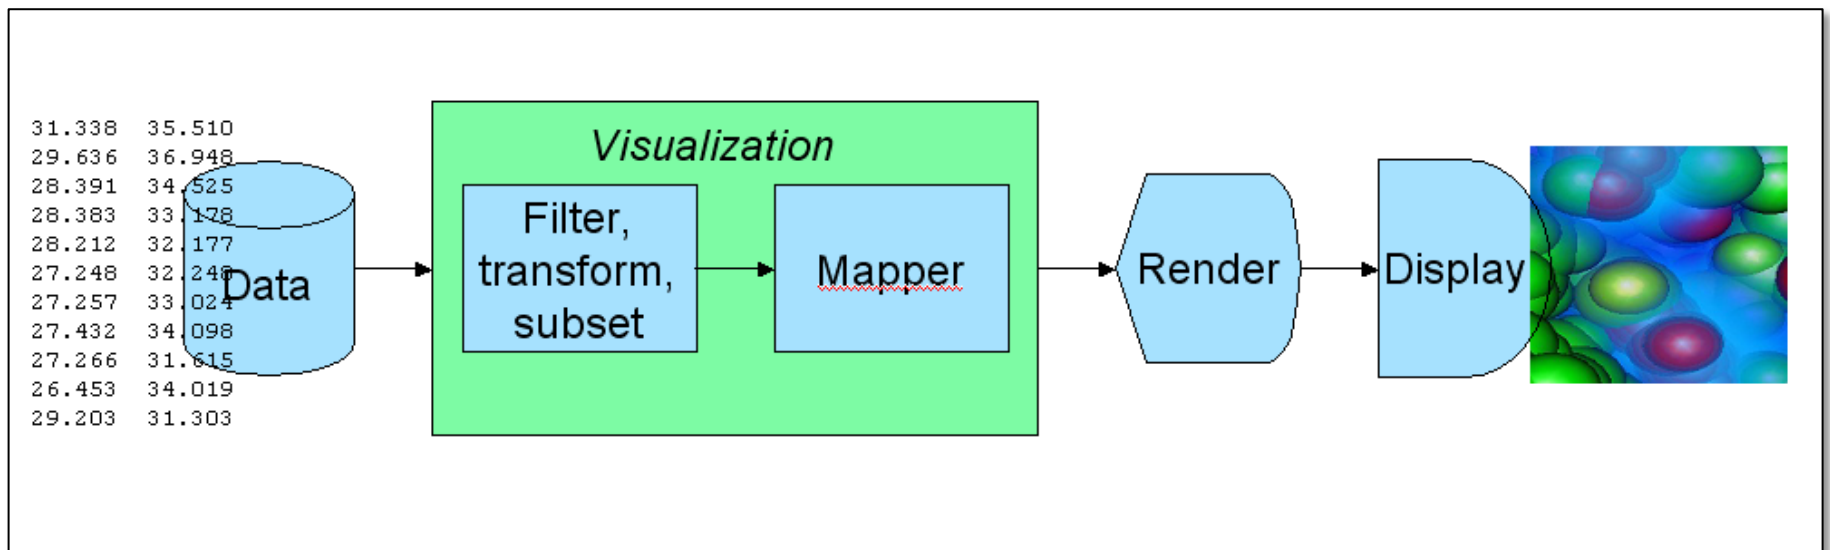 31.338 35.510
29.636 36.948
28.391 34.525
28.383 33.178
28.212 32.177
27.248 32.248
27.257 33.024
27.432 34.098
27.266 31.615
26.453 34.019
29.203 31.303
Data
Visualization
Filter,
transform,
subset
Mapper
Render
Display